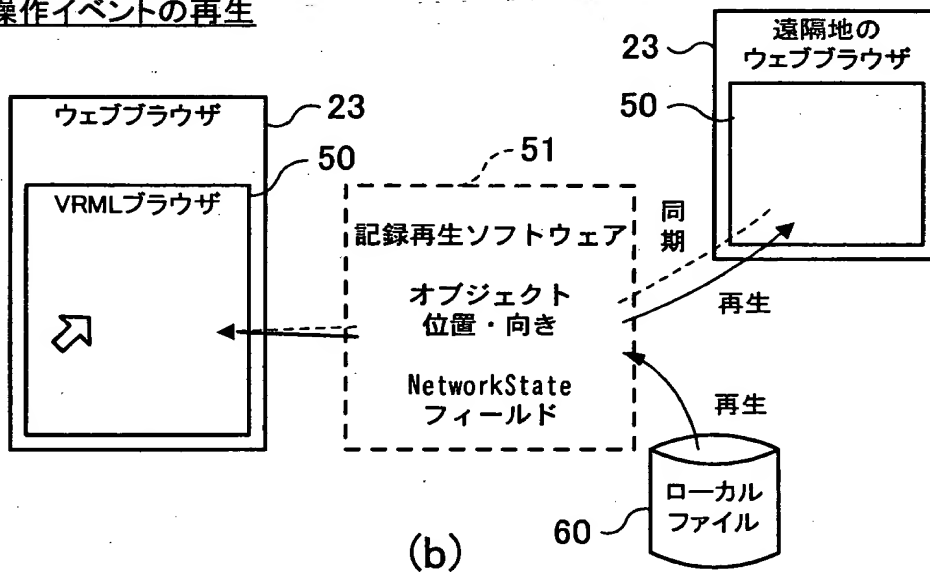 操作イベントの再生
遠隔地の
ウェブブラウザ
23
50
ウェブブラウザ
23
VRMLブラウザ
50
51
記録再生ソフトウェア
オブジェクト
位置・向き
NetworkState
フィールド
同期
再生
再生
ローカル
ファイル
60
(b)